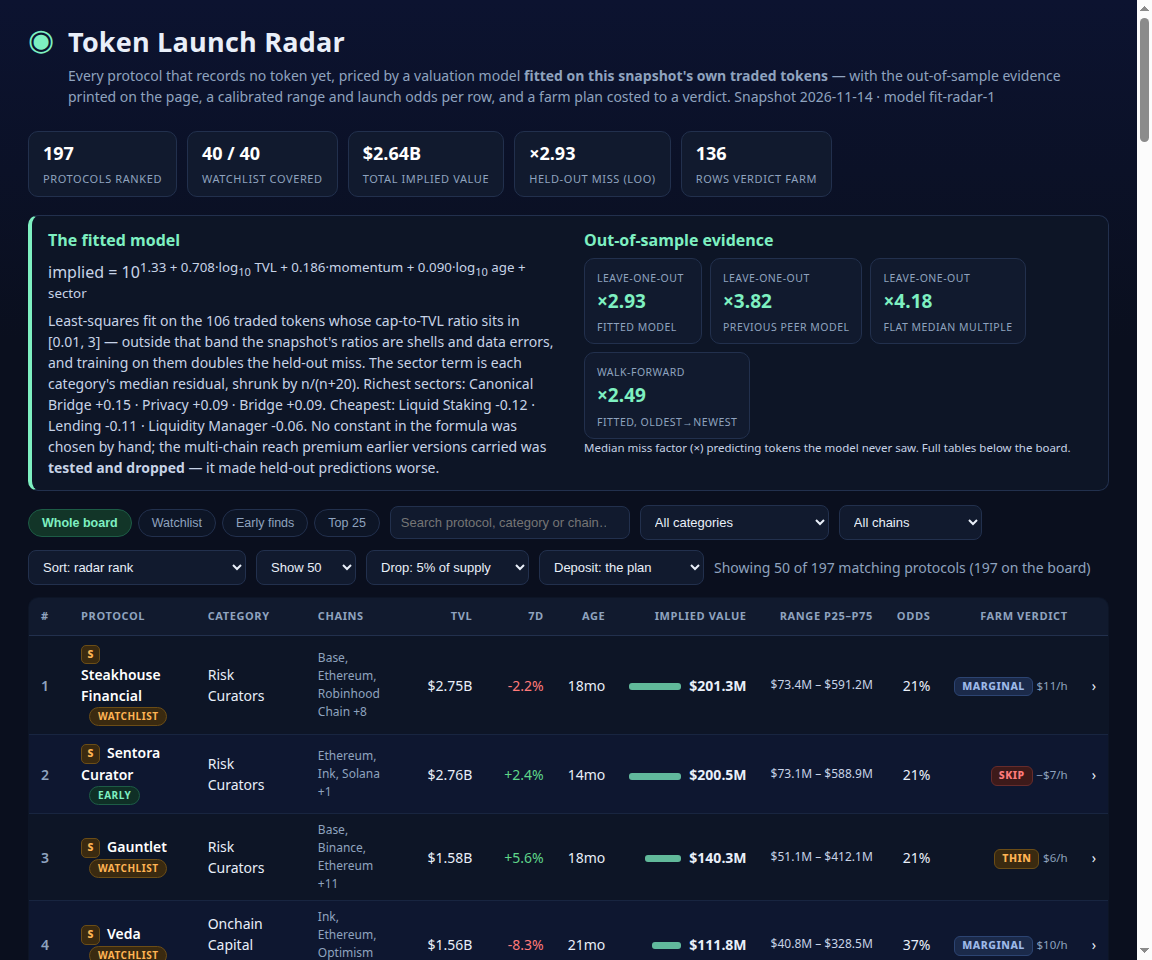 Token Launch Radar
Every protocol that records no token yet, priced by a valuation model fitted on this snapshot's own traded tokens — with the out-of-sample evidence
printed on the page, a calibrated range and launch odds per row, and a farm plan costed to a verdict. Snapshot 2026-11-14 · model fit-radar-1
197
PROTOCOLS RANKED
40 / 40
WATCHLIST COVERED
$2.64B
TOTAL IMPLIED VALUE
×2.93
HELD-OUT MISS (LOO)
136
ROWS VERDICT FARM
The fitted model
implied = 10^1.33 + 0.708·log10 TVL + 0.186·momentum + 0.090·log10 age +
sector
Least-squares fit on the 106 traded tokens whose cap-to-TVL ratio sits in
[0.01, 3] — outside that band the snapshot's ratios are shells and data errors,
and training on them doubles the held-out miss. The sector term is each
category's median residual, shrunk by n/(n+20). Richest sectors: Canonical
Bridge +0.15 · Privacy +0.09 · Bridge +0.09. Cheapest: Liquid Staking -0.12 ·
Lending -0.11 · Liquidity Manager -0.06. No constant in the formula was
chosen by hand; the multi-chain reach premium earlier versions carried was
tested and dropped — it made held-out predictions worse.
Out-of-sample evidence
LEAVE-ONE-OUT
×2.93
FITTED MODEL
LEAVE-ONE-OUT
×3.82
PREVIOUS PEER MODEL
LEAVE-ONE-OUT
×4.18
FLAT MEDIAN MULTIPLE
WALK-FORWARD
×2.49
FITTED, OLDEST→NEWEST
Median miss factor (×) predicting tokens the model never saw. Full tables below the board.
Whole board Watchlist Early finds Top 25 Search protocol, category or chain.. All categories All chains
Sort: radar rank Show 50 Drop: 5% of supply Deposit: the plan Showing 50 of 197 matching protocols (197 on the board)
# PROTOCOL CATEGORY CHAINS TVL 7D AGE IMPLIED VALUE RANGE P25–P75 ODDS FARM VERDICT
1
S
Steakhouse
Financial
WATCHLIST
Risk
Curators
Base,
Ethereum,
Robinhood
Chain +8
$2.75B -2.2% 18mo $201.3M $73.4M – $591.2M 21% MARGINAL $11/h ›
2
S Sentora
Curator
EARLY
Risk
Curators
Ethereum,
Ink, Solana
+1
$2.76B +2.4% 14mo $200.5M $73.1M – $588.9M 21% SKIP −$7/h ›
3
S Gauntlet
WATCHLIST
Risk
Curators
Base,
Binance,
Ethereum
+11
$1.58B +5.6% 18mo $140.3M $51.1M – $412.1M 21% THIN $6/h ›
4
S Veda
WATCHLIST
Onchain
Capital
Ink,
Ethereum,
Optimism
$1.56B -8.3% 21mo $111.8M $40.8M – $328.5M 37% MARGINAL $10/h ›